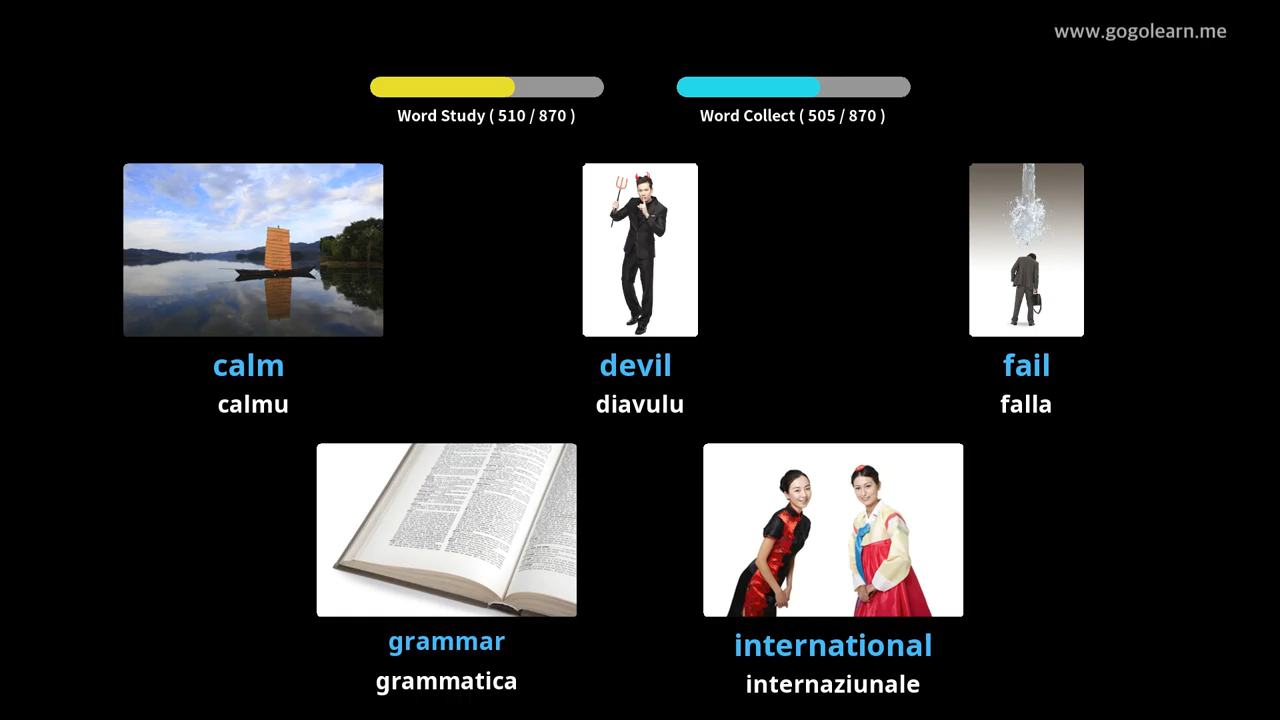 www.gogolearn.me
Word Study ( 510 / 870 )
Word Collect ( 505 / 870 )
calm
calmu
devil
diavulu
fail
falla
grammar
grammatica
international
internaziunale